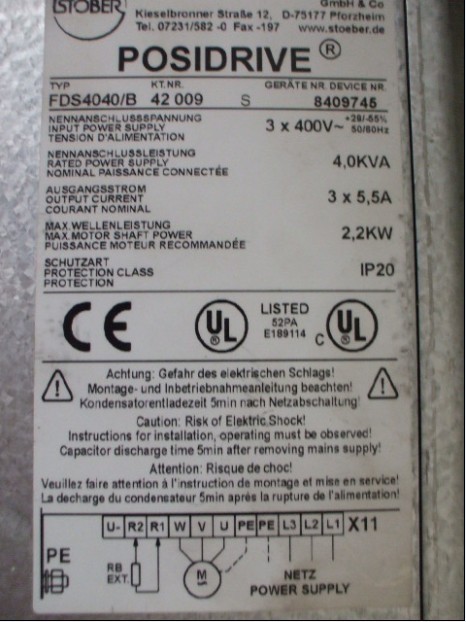 STÖBER GmbH & Co
Kieselbronner Straße 12, D-75177 Pforzheim
Tel. 07231/582 -0 Fax -197 www.stoeber.de
POSIDRIVE ®
TYP KT.NR. GERÄTE NR. DEVICE NR.
FDS4040/B 42 009 S 8409745
NENNANSCHLUSSSPANNUNG
INPUT POWER SUPPLY 3 x 400V~ +28/-55% 50/60Hz
TENSION D'ALIMENTATION
NENNANSCHLUSSLEISTUNG
RATED POWER SUPPLY 4,0KVA
NOMINAL PAISSANCE CONNECTÉE
AUSGANGSSTROM
OUTPUT CURRENT 3 x 5,5A
COURANT NOMINAL
MAX.WELLENLEISTUNG
MAX.MOTOR SHAFT POWER 2,2KW
PUISSANCE MOTEUR RECOMMANDÉE
SCHUTZART
PROTECTION CLASS IP20
PROTECTION
CE UL ® LISTED 52PA E189114 C UL ®
Achtung: Gefahr des elektrischen Schlags!
Montage- und Inbetriebnahmeanleitung beachten!
Kondensatorentladezeit 5min nach Netzabschaltung!
Caution: Risk of Elektric Shock!
Instructions for installation, operating must be observed!
Capacitor discharge time 5min after removing mains supply!
Attention: Risque de choc!
Veuillez faire attention à l'instruction de montage et mise en service!
La decharge du condensateur 5min après la rupture de l'alimentation!
U- R2 R1 W V U PE PE L3 L2 L1 X11
PE
RB
EXT.
M
NETZ
POWER SUPPLY